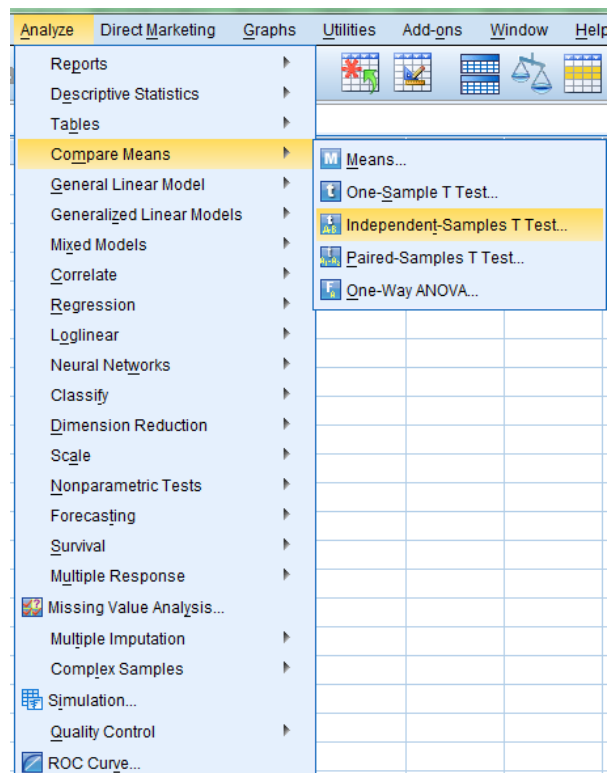 Analyze Direct Marketing Graphs Utilities Add-ons Window Help
Reports
Descriptive Statistics
Tables
Compare Means
General Linear Model
Generalized Linear Models
Mixed Models
Correlate
Regression
Loglinear
Neural Networks
Classify
Dimension Reduction
Scale
Nonparametric Tests
Forecasting
Survival
Multiple Response
Missing Value Analysis...
Multiple Imputation
Complex Samples
Simulation...
Quality Control
ROC Curve...
M Means...
t One-Sample T Test...
t A-B Independent-Samples T Test...
t Paired-Samples T Test...
FA One-Way ANOVA...